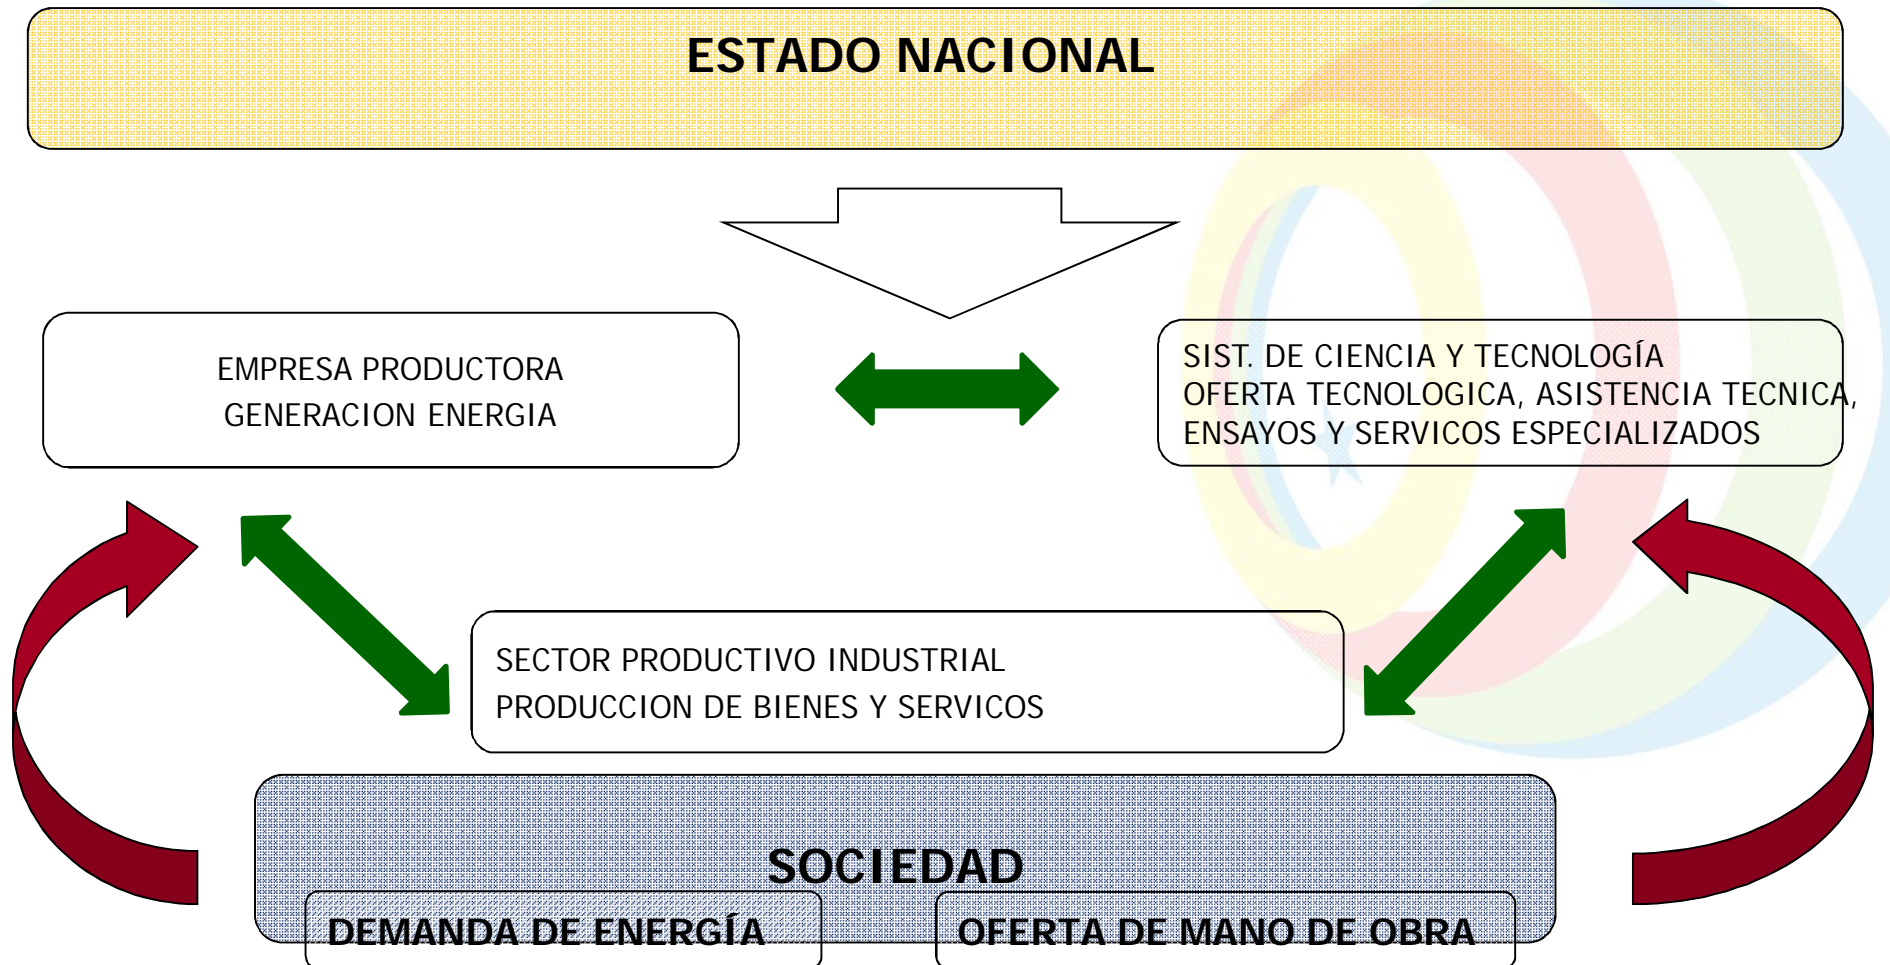 ESTADO NACIONAL
EMPRESA PRODUCTORA
GENERACION ENERGIA
SIST. DE CIENCIA Y TECNOLOGÍA
OFERTA TECNOLOGICA, ASISTENCIA TECNICA,
ENSAYOS Y SERVICOS ESPECIALIZADOS
SECTOR PRODUCTIVO INDUSTRIAL
PRODUCCION DE BIENES Y SERVICOS
SOCIEDAD
DEMANDA DE ENERGÍA
OFERTA DE MANO DE OBRA